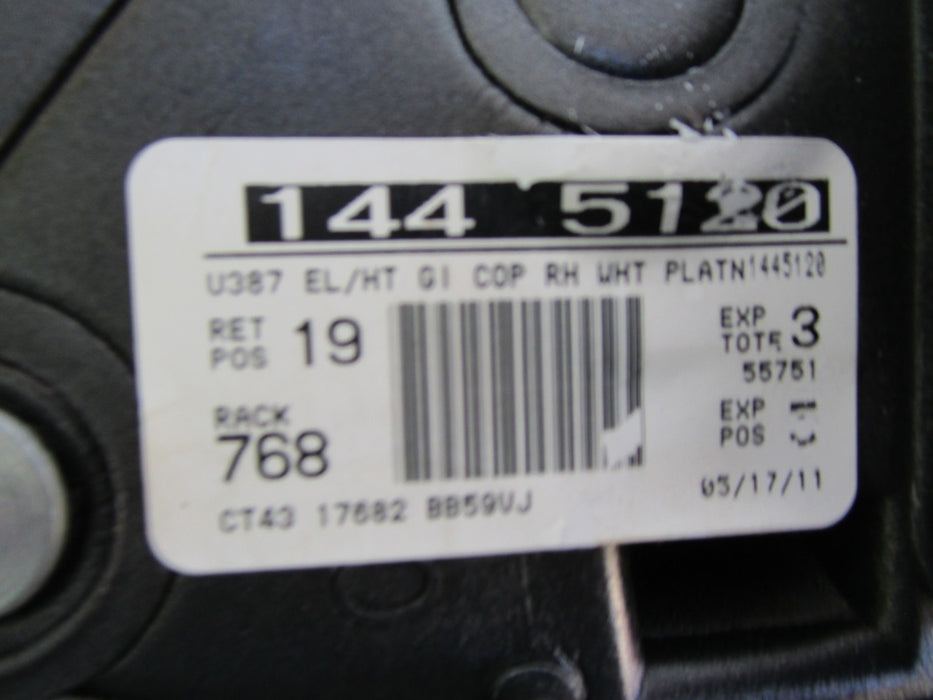 144 5120
U387 EL/HT GI COP RH WHT PLATN1445120
RET POS 19
EXP TOTE 3
55751
RACK
768
EXP POS
05/17/11
CT43 17682 BB59VJ